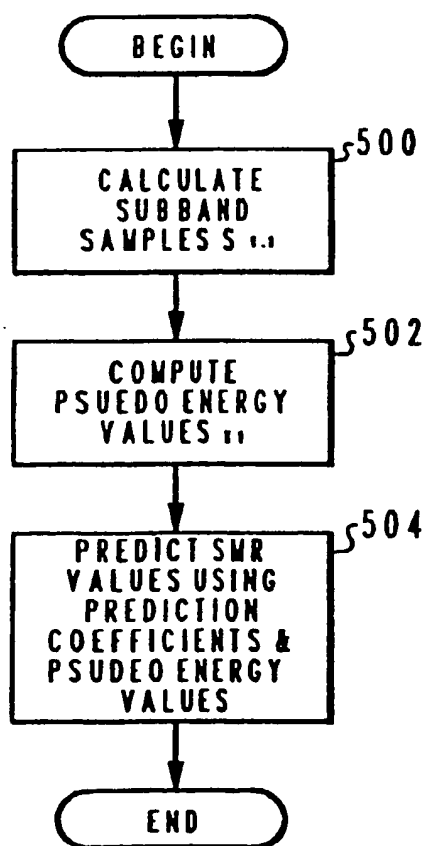 BEGIN
500
CALCULATE
SUBBAND
SAMPLES S
502
COMPUTE
PSUEDO ENERGY
VALUES
504
PREDICT SMR
VALUES USING
PREDICTION
COEFFICIENTS &
PSUDEO ENERGY
VALUES
END